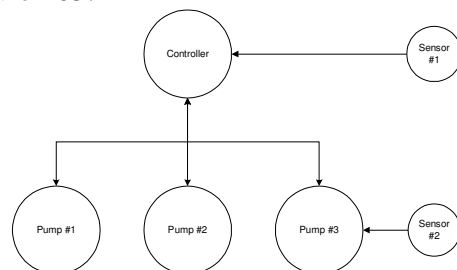 Controller
Sensor
#1
Pump #1
Pump #2
Pump #3
Sensor
#2